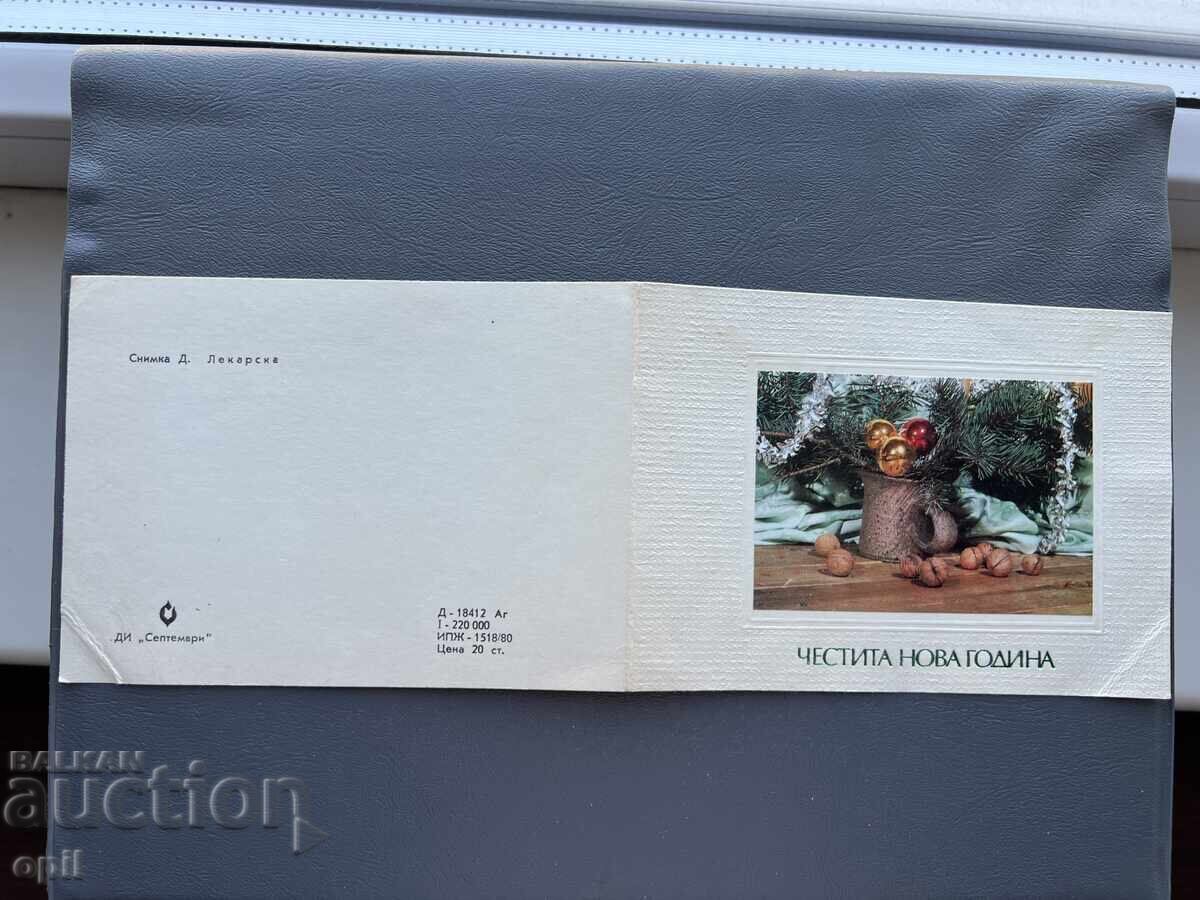 Снимка Д. Лекарска
ДИ „Септември"
Д - 18412 Аг
I - 220 000
ИПЖ - 1518/80
Цена 20 ст.
ЧЕСТИТА НОВА ГОДИНА
BALKAN
auction
opil